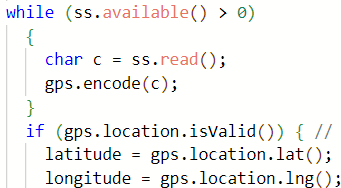 while (ss.available() > 0)
{
char c = ss.read();
gps.encode(c);
}
if (gps.location.isValid()) { //
latitude = gps.location.lat();
longitude = gps.location.lng();